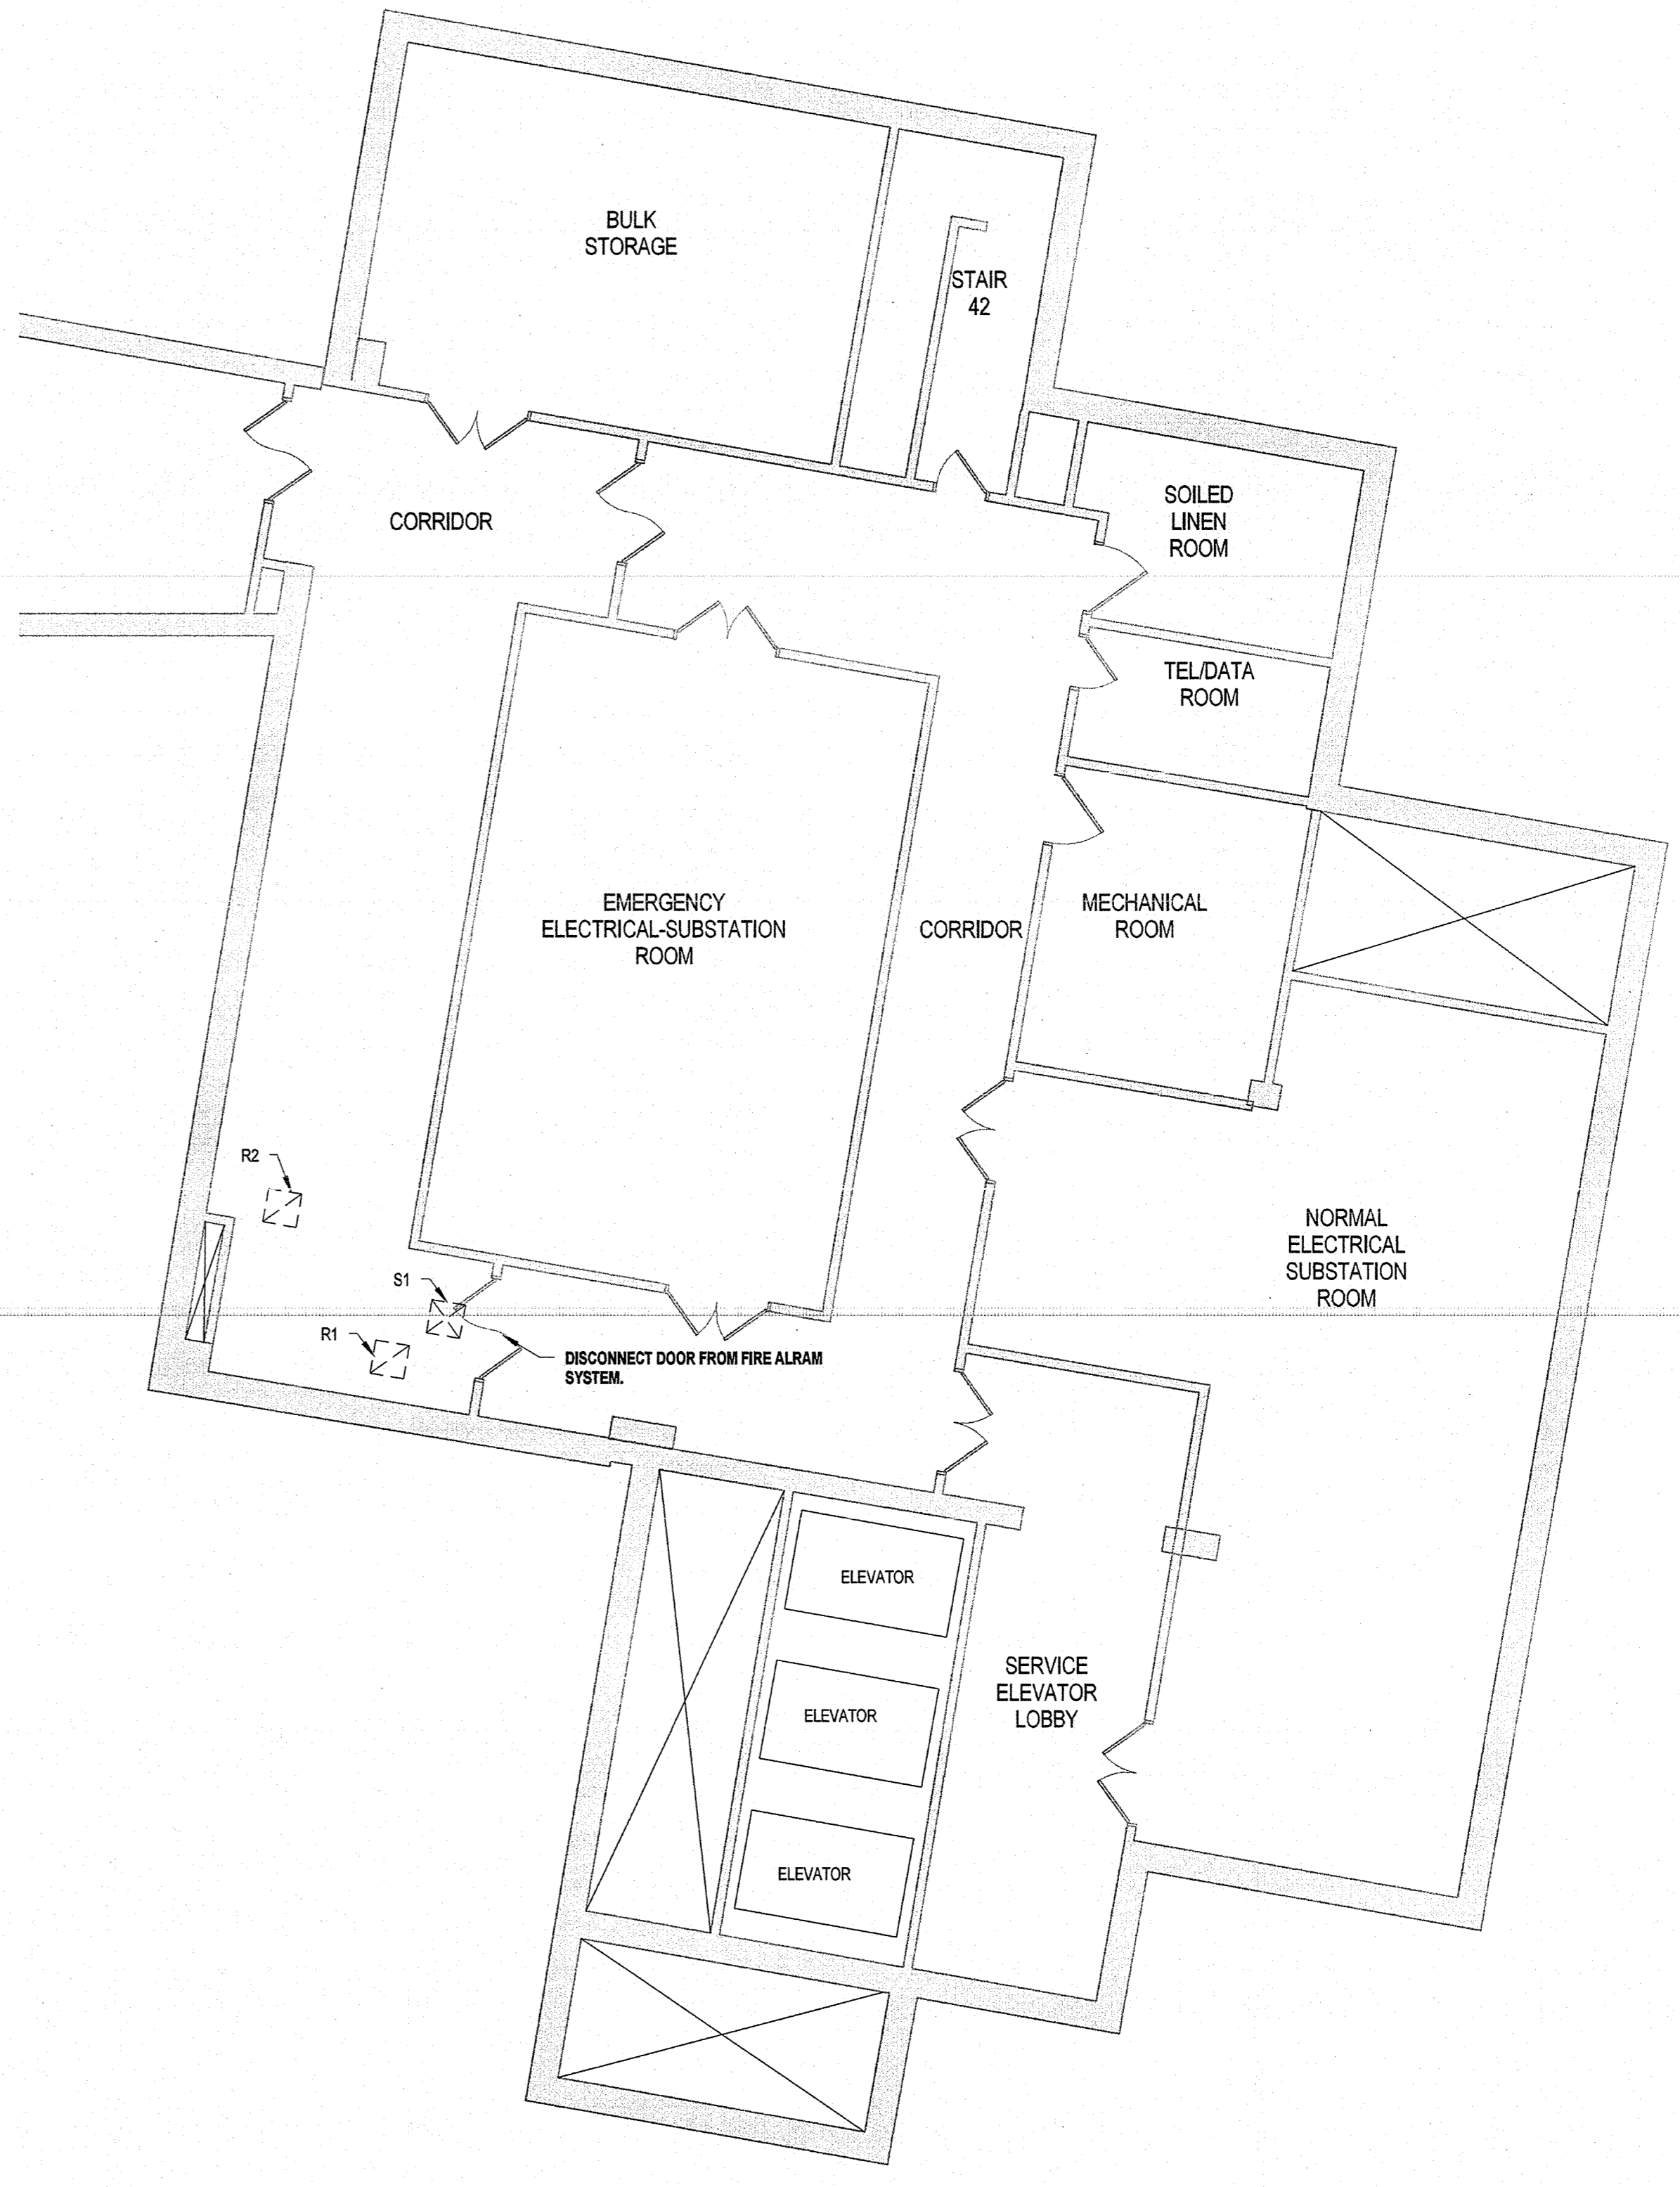 BULK
STORAGE
STAIR
42
SOILED
LINEN
ROOM
CORRIDOR
TEL/DATA
ROOM
EMERGENCY
ELECTRICAL-SUBSTATION
ROOM
CORRIDOR
MECHANICAL
ROOM
R2
NORMAL
ELECTRICAL
SUBSTATION
ROOM
S1
R1
DISCONNECT DOOR FROM FIRE ALRAM
SYSTEM.
ELEVATOR
SERVICE
ELEVATOR
LOBBY
ELEVATOR
ELEVATOR